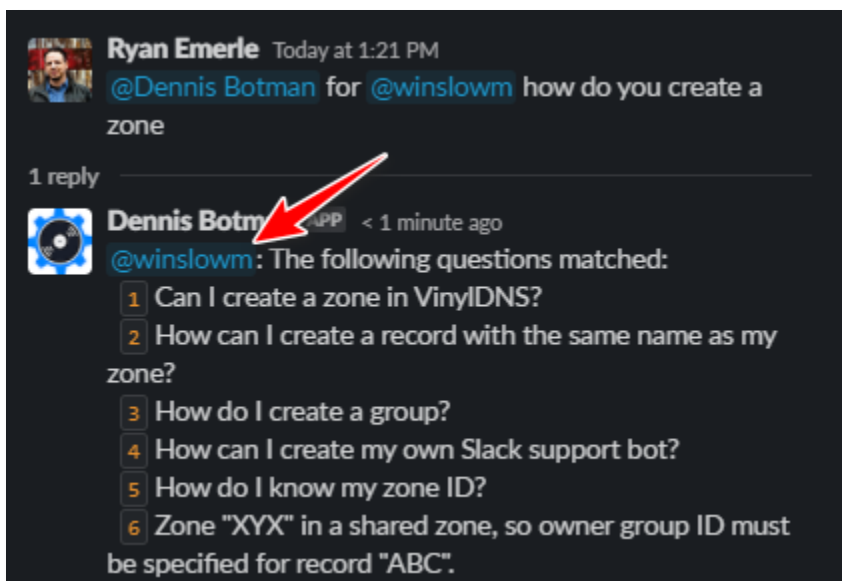 Ryan Emerle Today at 1:21 PM
@Dennis Botman for @winslowm how do you create a
zone
1 reply
Dennis Botm APP < 1 minute ago
@winslowm: The following questions matched:
1 Can I create a zone in VinylDNS?
2 How can I create a record with the same name as my
zone?
3 How do I create a group?
4 How can I create my own Slack support bot?
5 How do I know my zone ID?
6 Zone "XYX" in a shared zone, so owner group ID must
be specified for record "ABC".